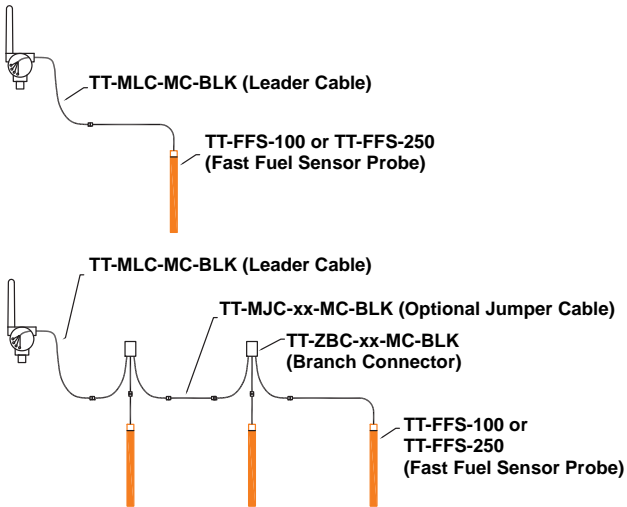 TT-MLC-MC-BLK (Leader Cable)
TT-FFS-100 or TT-FFS-250
(Fast Fuel Sensor Probe)
TT-MLC-MC-BLK (Leader Cable)
TT-MJC-xx-MC-BLK (Optional Jumper Cable)
TT-ZBC-xx-MC-BLK
(Branch Connector)
TT-FFS-100 or
TT-FFS-250
(Fast Fuel Sensor Probe)